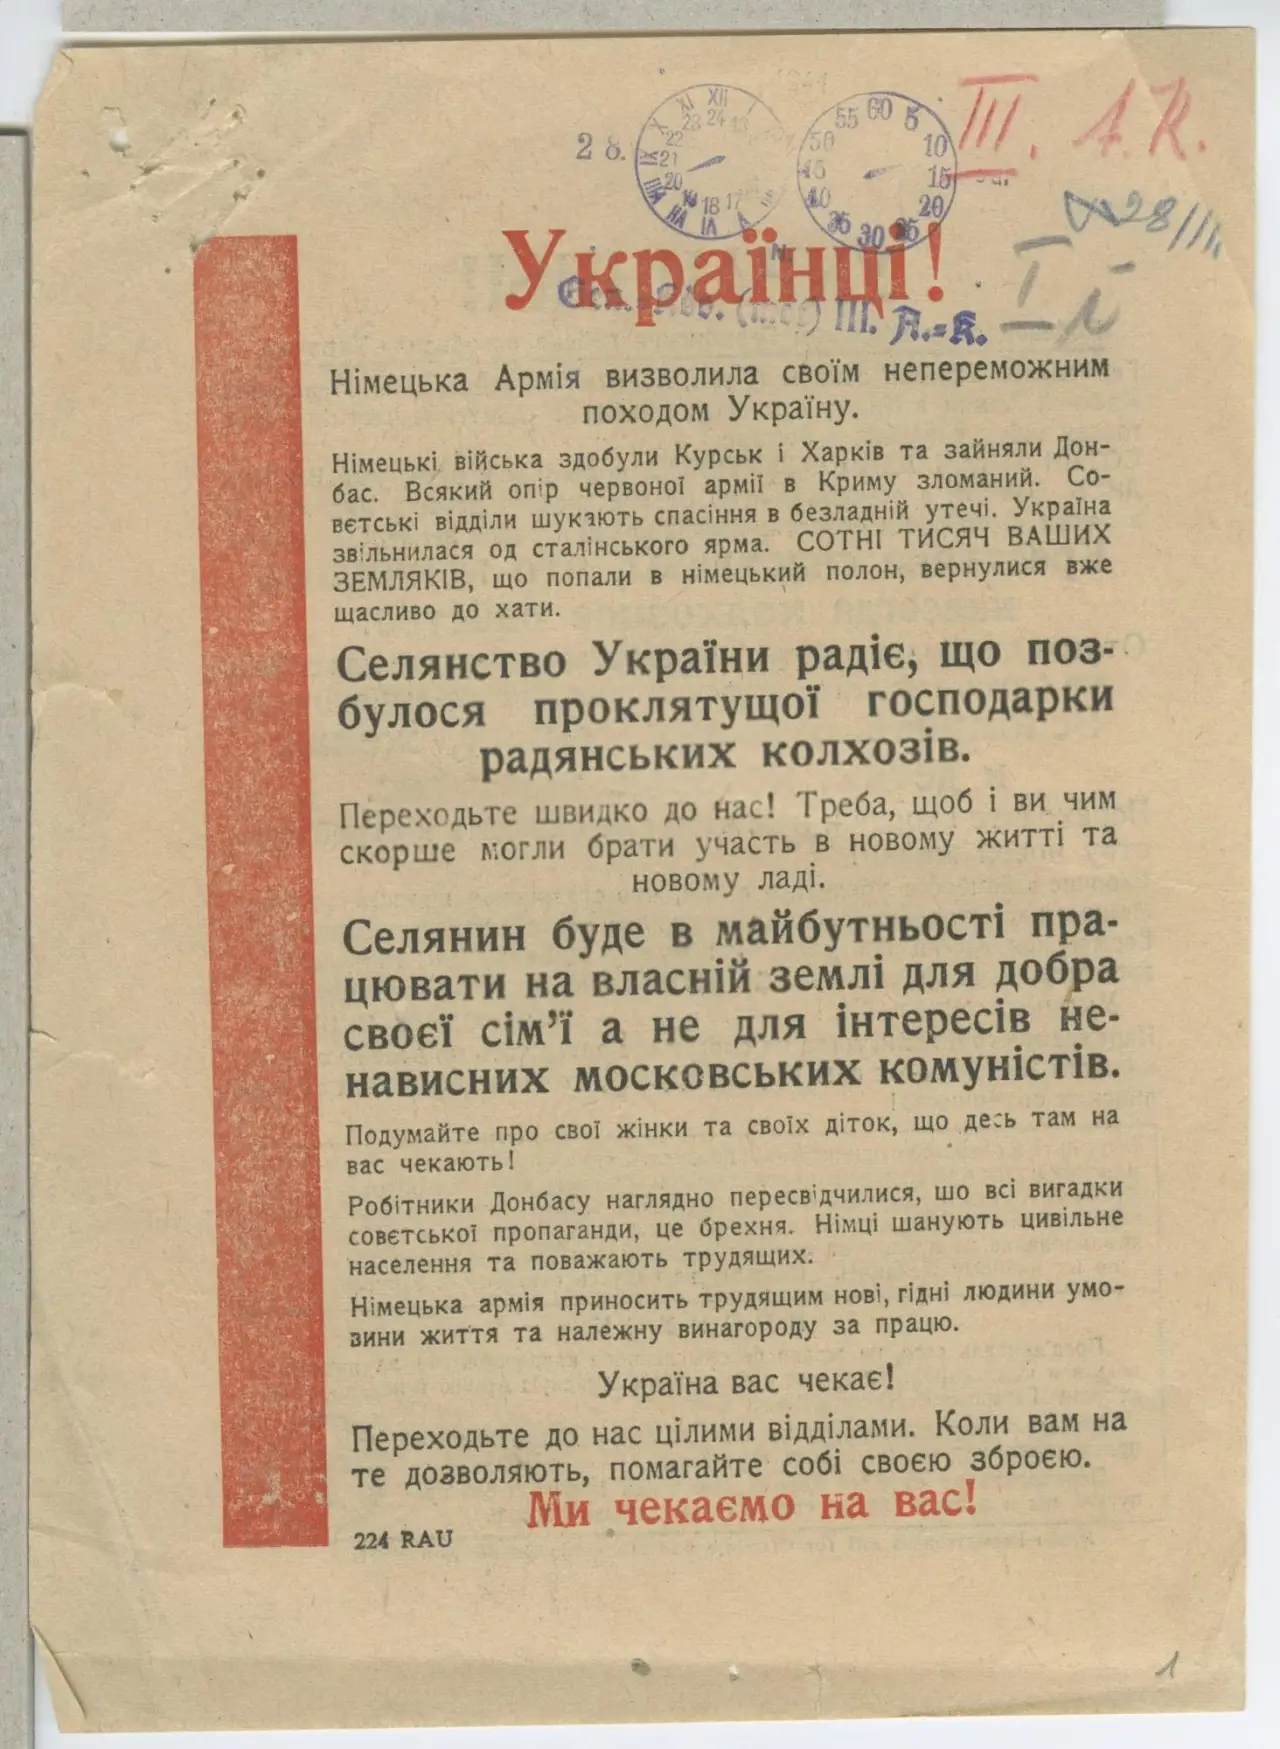 28.
III. A.K.
28/III.
Українці!
III. A.=K.
Німецька Армія визволила своїм непереможним
походом Україну.
Німецькі війська здобули Курськ і Харків та зайняли Дон-
бас. Всякий опір червоної армії в Криму зломаний. Со-
вєтські відділи шукають спасіння в безладній утечі. Україна
звільнилася од сталінського ярма. СОТНІ ТИСЯЧ ВАШИХ
ЗЕМЛЯКІВ, що попали в німецький полон, вернулися вже
щасливо до хати.
Селянство України радіє, що поз-
булося проклятущої господарки
радянських колхозів.
Переходьте швидко до нас! Треба, щоб і ви чим
скорше могли брати участь в новому житті та
новому ладі.
Селянин буде в майбутньості пра-
цювати на власній землі для добра
своєї сім’ї а не для інтересів не-
нависних московських комуністів.
Подумайте про свої жінки та своїх діток, що десь там на
вас чекають!
Робітники Донбасу наглядно пересвідчилися, шо всі вигадки
совєтської пропаганди, це брехня. Німці шанують цивільне
населення та поважають трудящих.
Німецька армія приносить трудящим нові, гідні людини умо-
вини життя та належну винагороду за працю.
Україна вас чекає!
Переходьте до нас цілими відділами. Коли вам на
те дозволяють, помагайте собі своєю зброєю.
Ми чекаємо на вас!
224 RAU
1